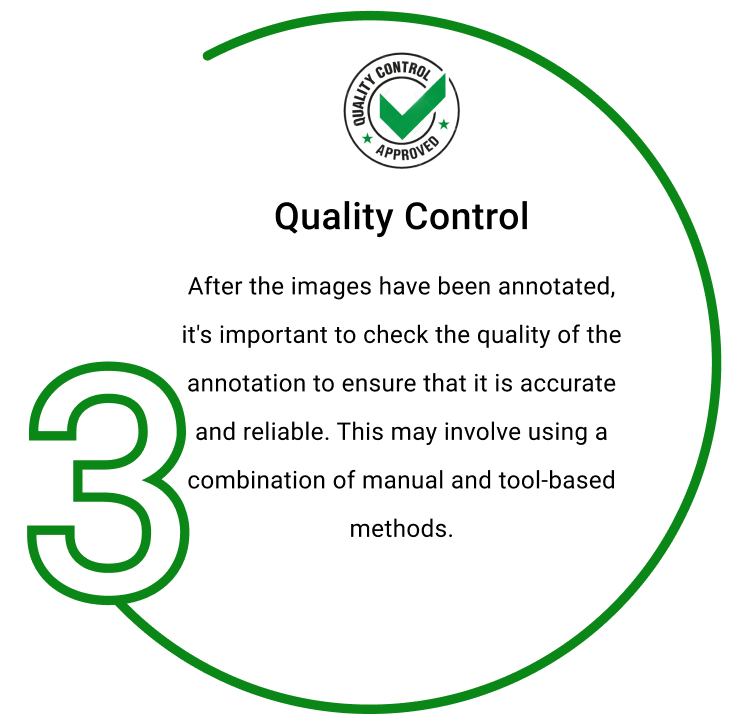 QUALITY CONTROL
APPROVED
Quality Control
After the images have been annotated,
it's important to check the quality of the
annotation to ensure that it is accurate
and reliable. This may involve using a
combination of manual and tool-based
methods.
3